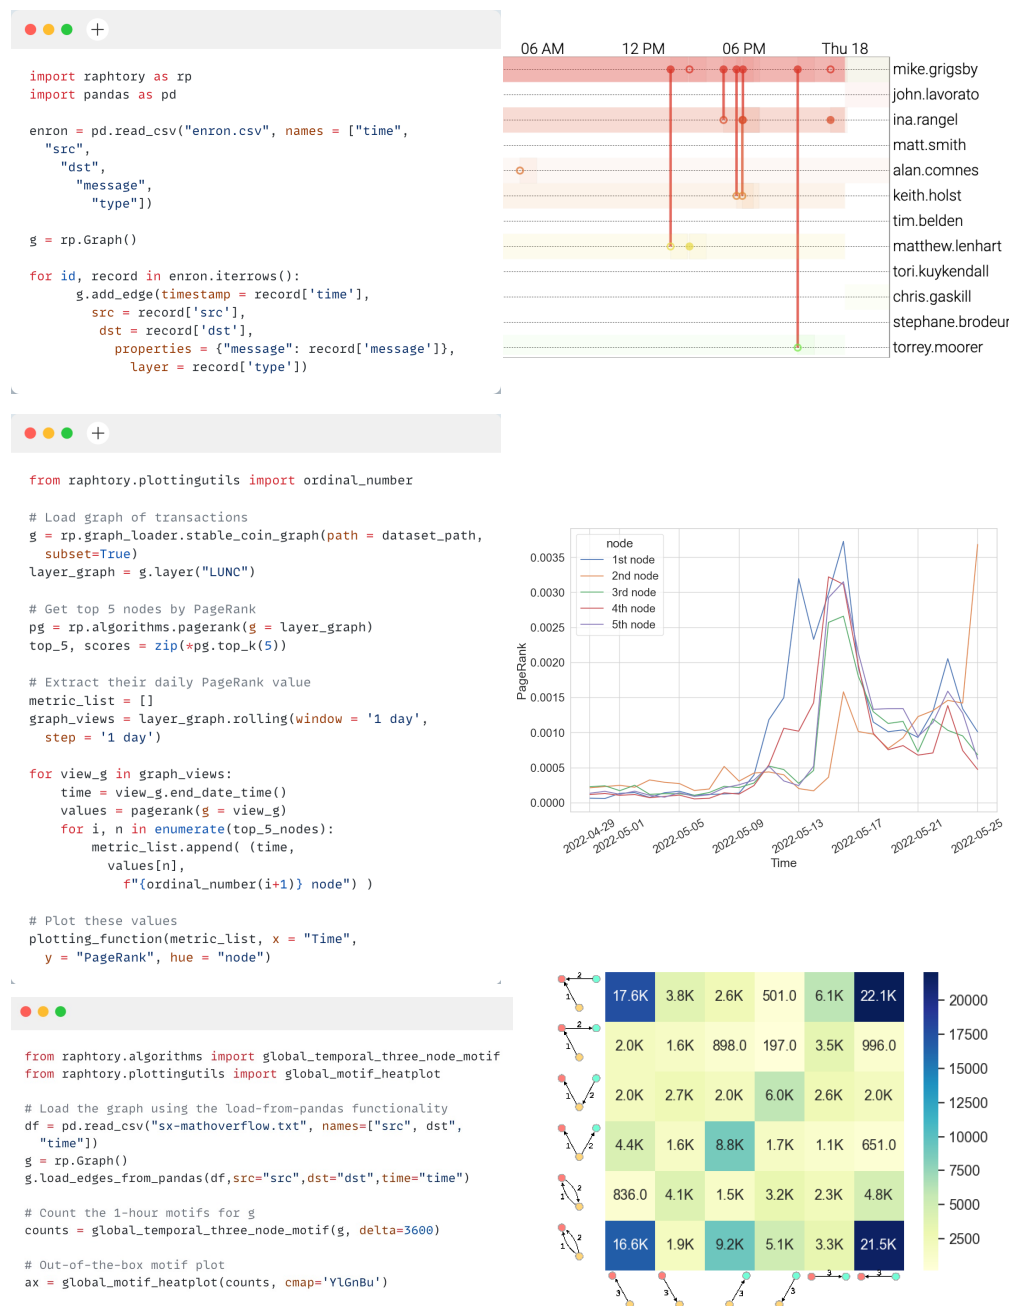 import raphtory as rp
import pandas as pd
enron = pd.read_csv("enron.csv", names = ["time",
"src",
"dst",
"message",
"type"])
g = rp.Graph()
for id, record in enron.iterrows():
g.add_edge(timestamp = record['time'],
src = record['src'],
dst = record['dst'],
properties = {"message": record['message']},
layer = record['type'])
06 AM 12 PM 06 PM Thu 18
mike.grigsby
john.lavorato
ina.rangel
matt.smith
alan.comnes
keith.holst
tim.belden
matthew.lenhart
tori.kuykendall
chris.gaskill
stephane.brodeur
torrey.moorer
from raphtory.plottingutils import ordinal_number
# Load graph of transactions
g = rp.graph_loader.stable_coin_graph(path = dataset_path,
subset=True)
layer_graph = g.layer("LUNC")
# Get top 5 nodes by PageRank
pg = rp.algorithms.pagerank(g = layer_graph)
top_5, scores = zip(*pg.top_k(5))
# Extract their daily PageRank value
metric_list = []
graph_views = layer_graph.rolling(window = '1 day',
step = '1 day')
for view_g in graph_views:
time = view_g.end_date_time()
values = pagerank(g = view_g)
for i, n in enumerate(top_5_nodes):
metric_list.append( (time,
values[n],
f"{ordinal_number(i+1)} node") )
# Plot these values
plotting_function(metric_list, x = "Time",
y = "PageRank", hue = "node")
node
1st node
2nd node
3rd node
4th node
5th node
PageRank
0.0035
0.0030
0.0025
0.0020
0.0015
0.0010
0.0005
0.0000
2022-04-29 2022-05-01 2022-05-05 2022-05-09 2022-05-13 2022-05-17 2022-05-21 2022-05-25
Time
from raphtory.algorithms import global_temporal_three_node_motif
from raphtory.plottingutils import global_motif_heatplot
# Load the graph using the load-from-pandas functionality
df = pd.read_csv("sx-mathoverflow.txt", names=["src", dst",
"time"])
g = rp.Graph()
g.load_edges_from_pandas(df,src="src",dst="dst",time="time")
# Count the 1-hour motifs for g
counts = global_temporal_three_node_motif(g, delta=3600)
# Out-of-the-box motif plot
ax = global_motif_heatplot(counts, cmap='YlGnBu')
1 2 17.6K 3.8K 2.6K 501.0 6.1K 22.1K
1 2 2.0K 1.6K 898.0 197.0 3.5K 996.0
1 2 2.0K 2.7K 2.0K 6.0K 2.6K 2.0K
1 2 4.4K 1.6K 8.8K 1.7K 1.1K 651.0
1 2 836.0 4.1K 1.5K 3.2K 2.3K 4.8K
1 2 16.6K 1.9K 9.2K 5.1K 3.3K 21.5K
3 3 3 3 3 3
20000
17500
15000
12500
10000
7500
5000
2500